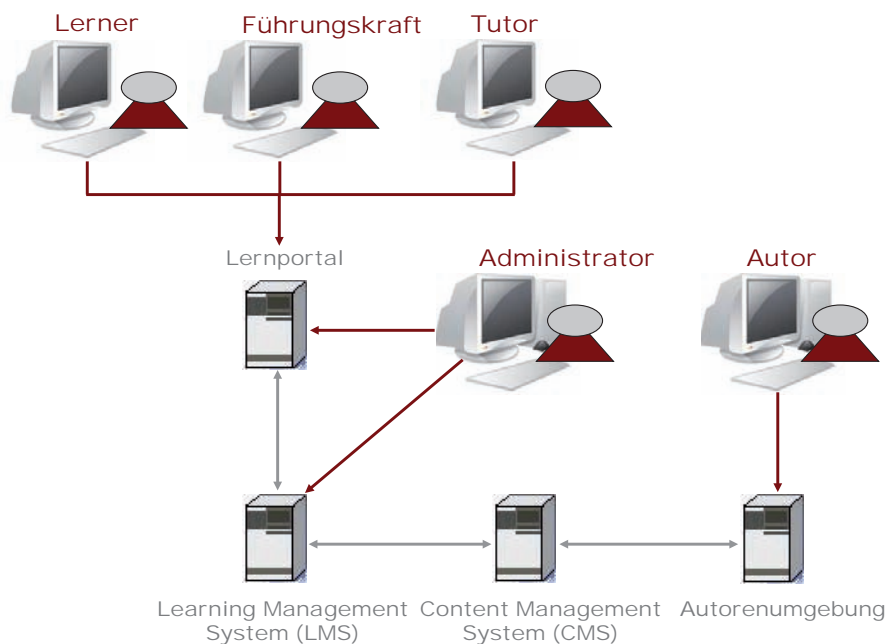 Lerner
Führungskraft
Tutor
Lernportal
Administrator
Autor
Learning Management
System (LMS)
Content Management
System (CMS)
Autorenumgebung